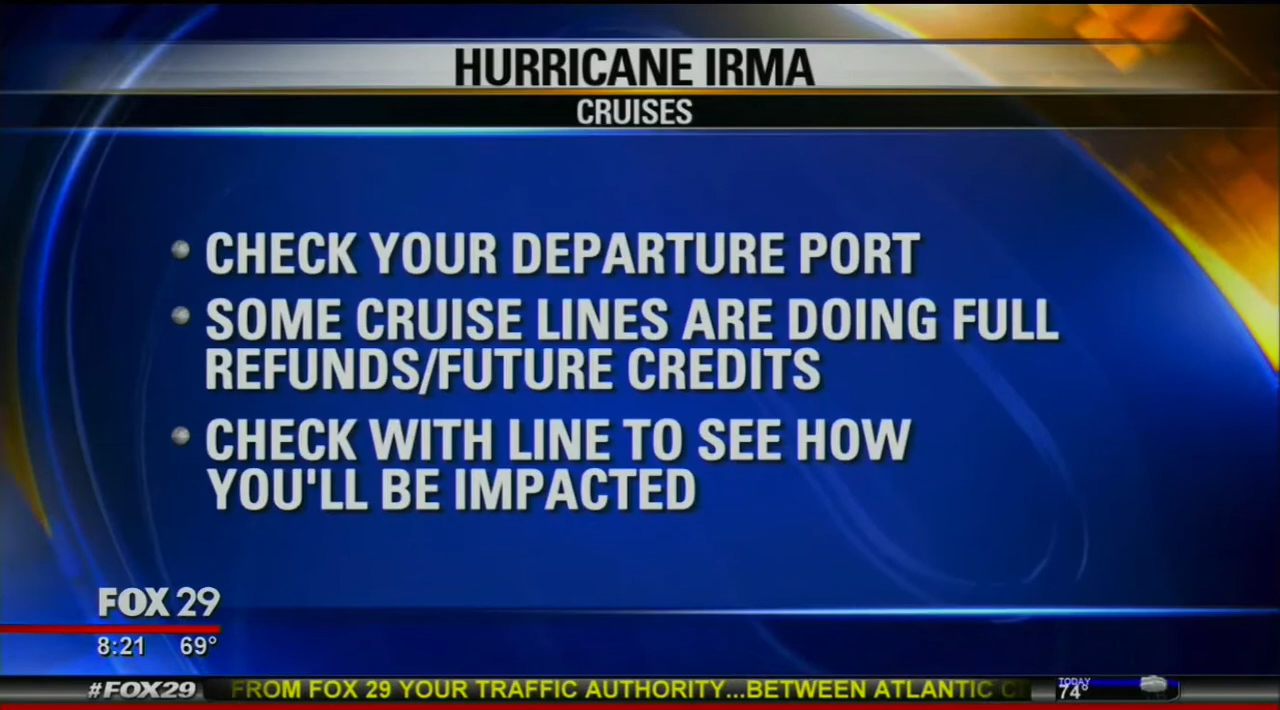 HURRICANE IRMA
CRUISES
CHECK YOUR DEPARTURE PORT
SOME CRUISE LINES ARE DOING FULL
REFUNDS/FUTURE CREDITS
CHECK WITH LINE TO SEE HOW
YOU'LL BE IMPACTED
FOX 29
8:21 69°
#FOX29 FROM FOX 29 YOUR TRAFFIC AUTHORITY...BETWEEN ATLANTIC
TODAY
74°